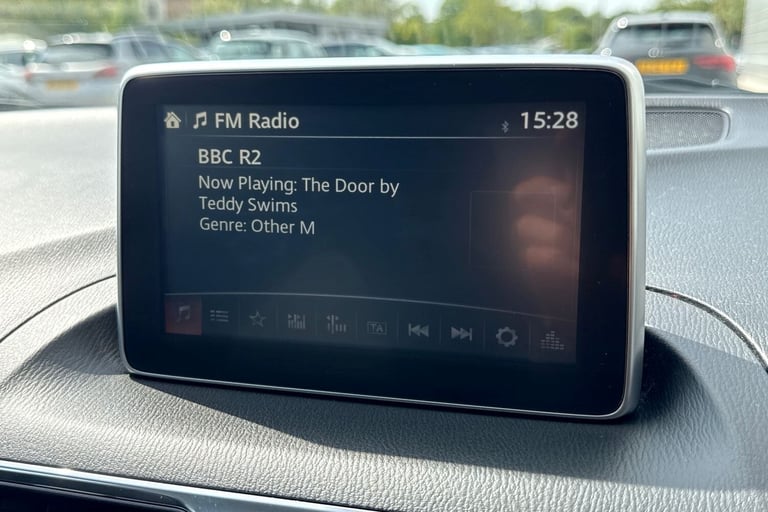 FM Radio
15:28
BBC R2
Now Playing: The Door by
Teddy Swims
Genre: Other M
TA